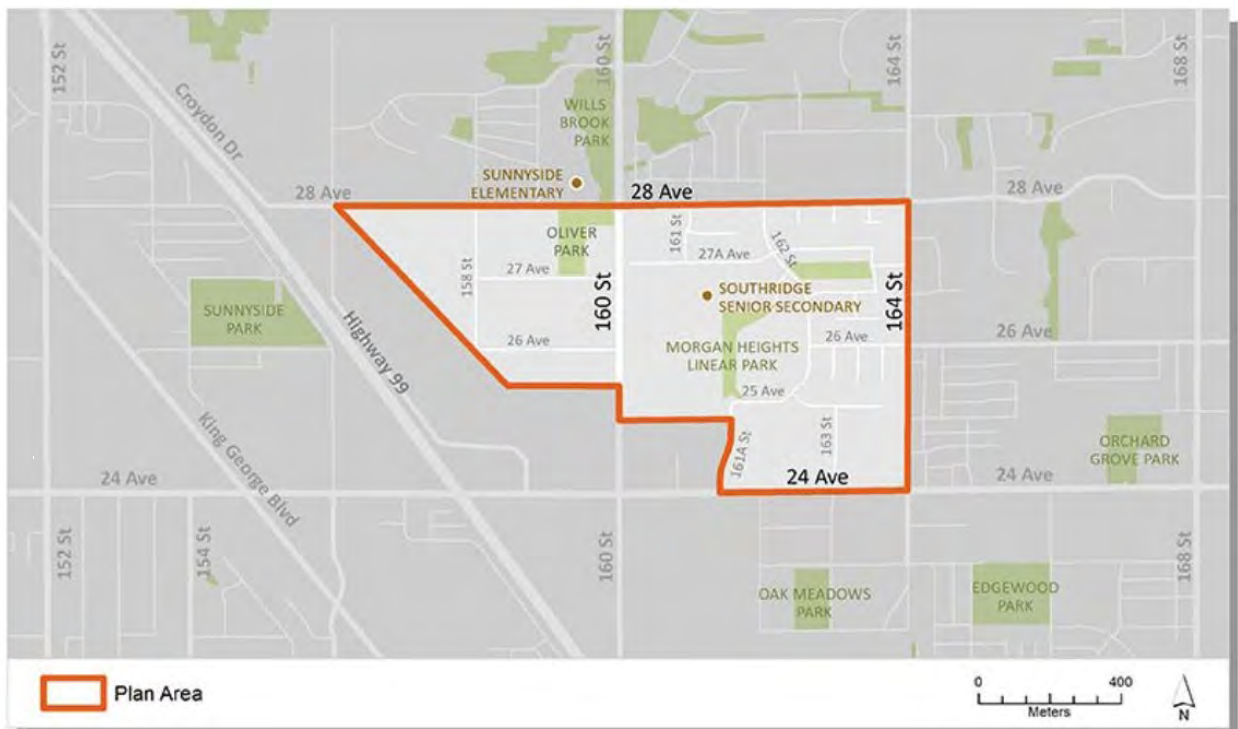 152 St
Croydon Dr
WILLS
BROOK
PARK
160 St
164 St
168 St
SUNNYSIDE
ELEMENTARY
28 Ave
28 Ave
28 Ave
OLIVER
PARK
161 St
162 St
27A Ave
158 St
27 Ave
160 St
SOUTHRIDGE
SENIOR SECONDARY
164 St
SUNNYSIDE
PARK
Highway 99
26 Ave
MORGAN HEIGHTS
LINEAR PARK
26 Ave
26 Ave
25 Ave
King George Blvd
161A St
163 St
ORCHARD
GROVE PARK
24 Ave
24 Ave
24 Ave
152 St
154 St
160 St
OAK MEADOWS
PARK
EDGEWOOD
PARK
168 St
Plan Area
0 400
Meters
N